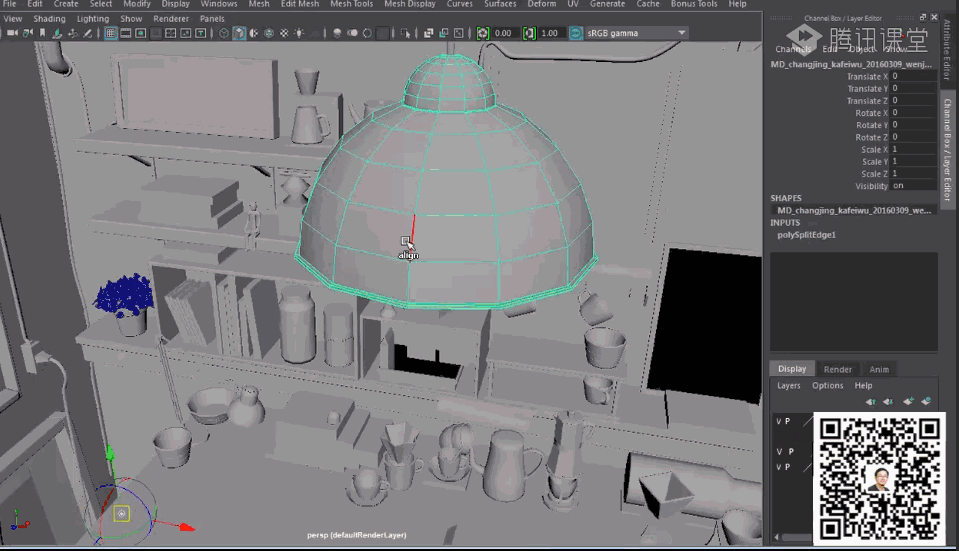 File Edit Create Select Modify Display Windows Mesh Edit Mesh Mesh Tools Mesh Display Curves Surfaces Deform UV Generate Cache Bonus Tools Help
View Shading Lighting Show Renderer Panels
0.00 1.00 sRGB gamma
Channel Box / Layer Editor
腾讯课堂
Channels Edit Object Show
MD_changjing_kafeiwu_20160309_wenj...
Translate X 0
Translate Y 0
Translate Z 0
Rotate X 0
Rotate Y 0
Rotate Z 0
Scale X 1
Scale Y 1
Scale Z 1
Visibility on
SHAPES
MD_changjing_kafeiwu_20160309_we...
INPUTS
polySplitEdge1
Attribute Editor
Channel Box / Layer Editor
align
Display Render Anim
Layers Options Help
V P
V P
V P
persp (defaultRenderLayer)